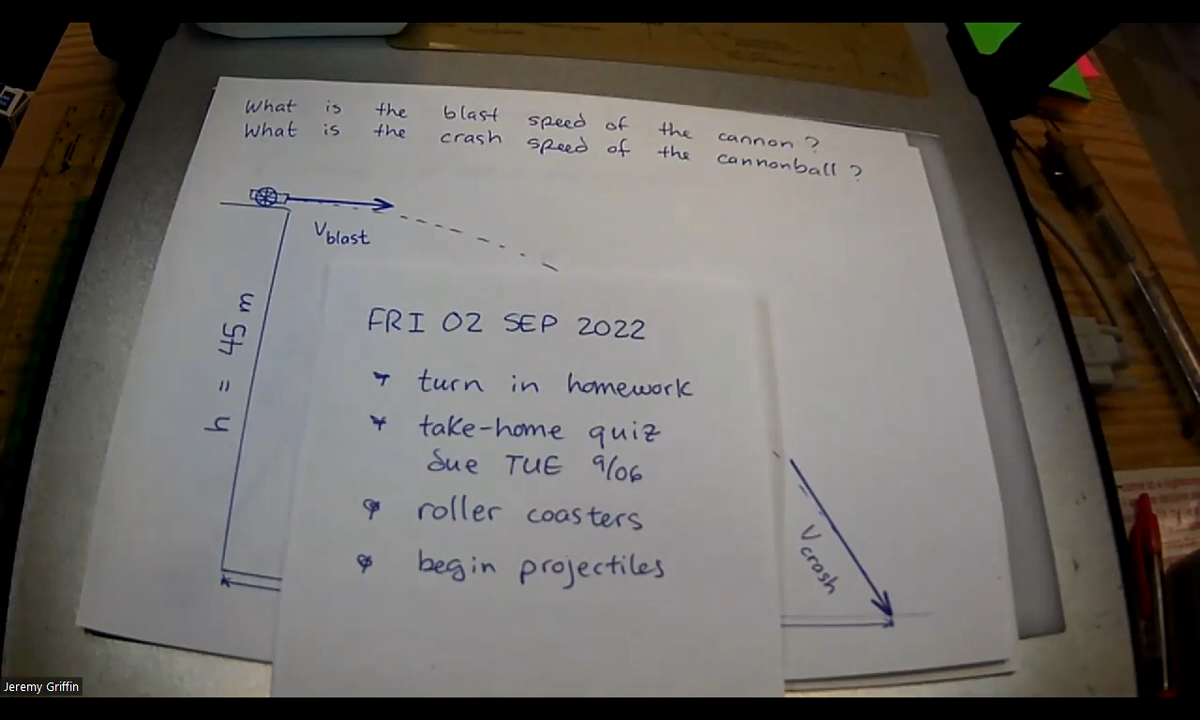 What is the blast speed of the cannon?
What is the crash speed of the cannonball?
Vblast
h = 45 m
FRI 02 SEP 2022
turn in homework
take-home quiz
due TUE 9/06
roller coasters
begin projectiles
Vcrash
Jeremy Griffin